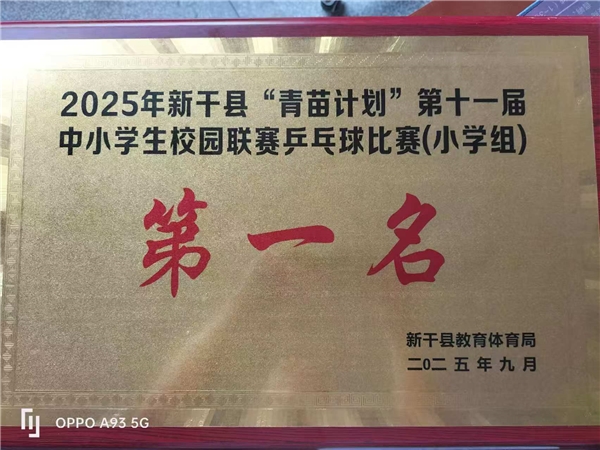 2025年新干县“青苗计划”第十一届
中小学生校园联赛乒乓球比赛(小学组)
第一名
新干县教育体育局
二0二五年九月
OPPO A93 5G